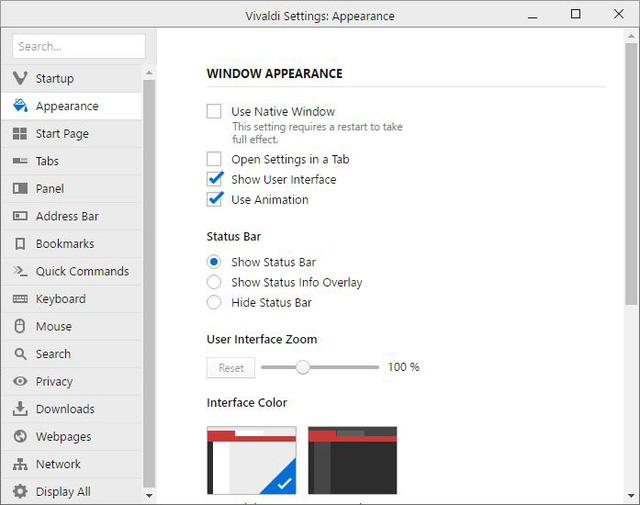 Vivaldi Settings: Appearance
Search...
Startup
Appearance
Start Page
Tabs
Panel
Address Bar
Bookmarks
Quick Commands
Keyboard
Mouse
Search
Privacy
Downloads
Webpages
Network
Display All
WINDOW APPEARANCE
Use Native Window
This setting requires a restart to take
full effect.
Open Settings in a Tab
Show User Interface
Use Animation
Status Bar
Show Status Bar
Show Status Info Overlay
Hide Status Bar
User Interface Zoom
Reset
100 %
Interface Color